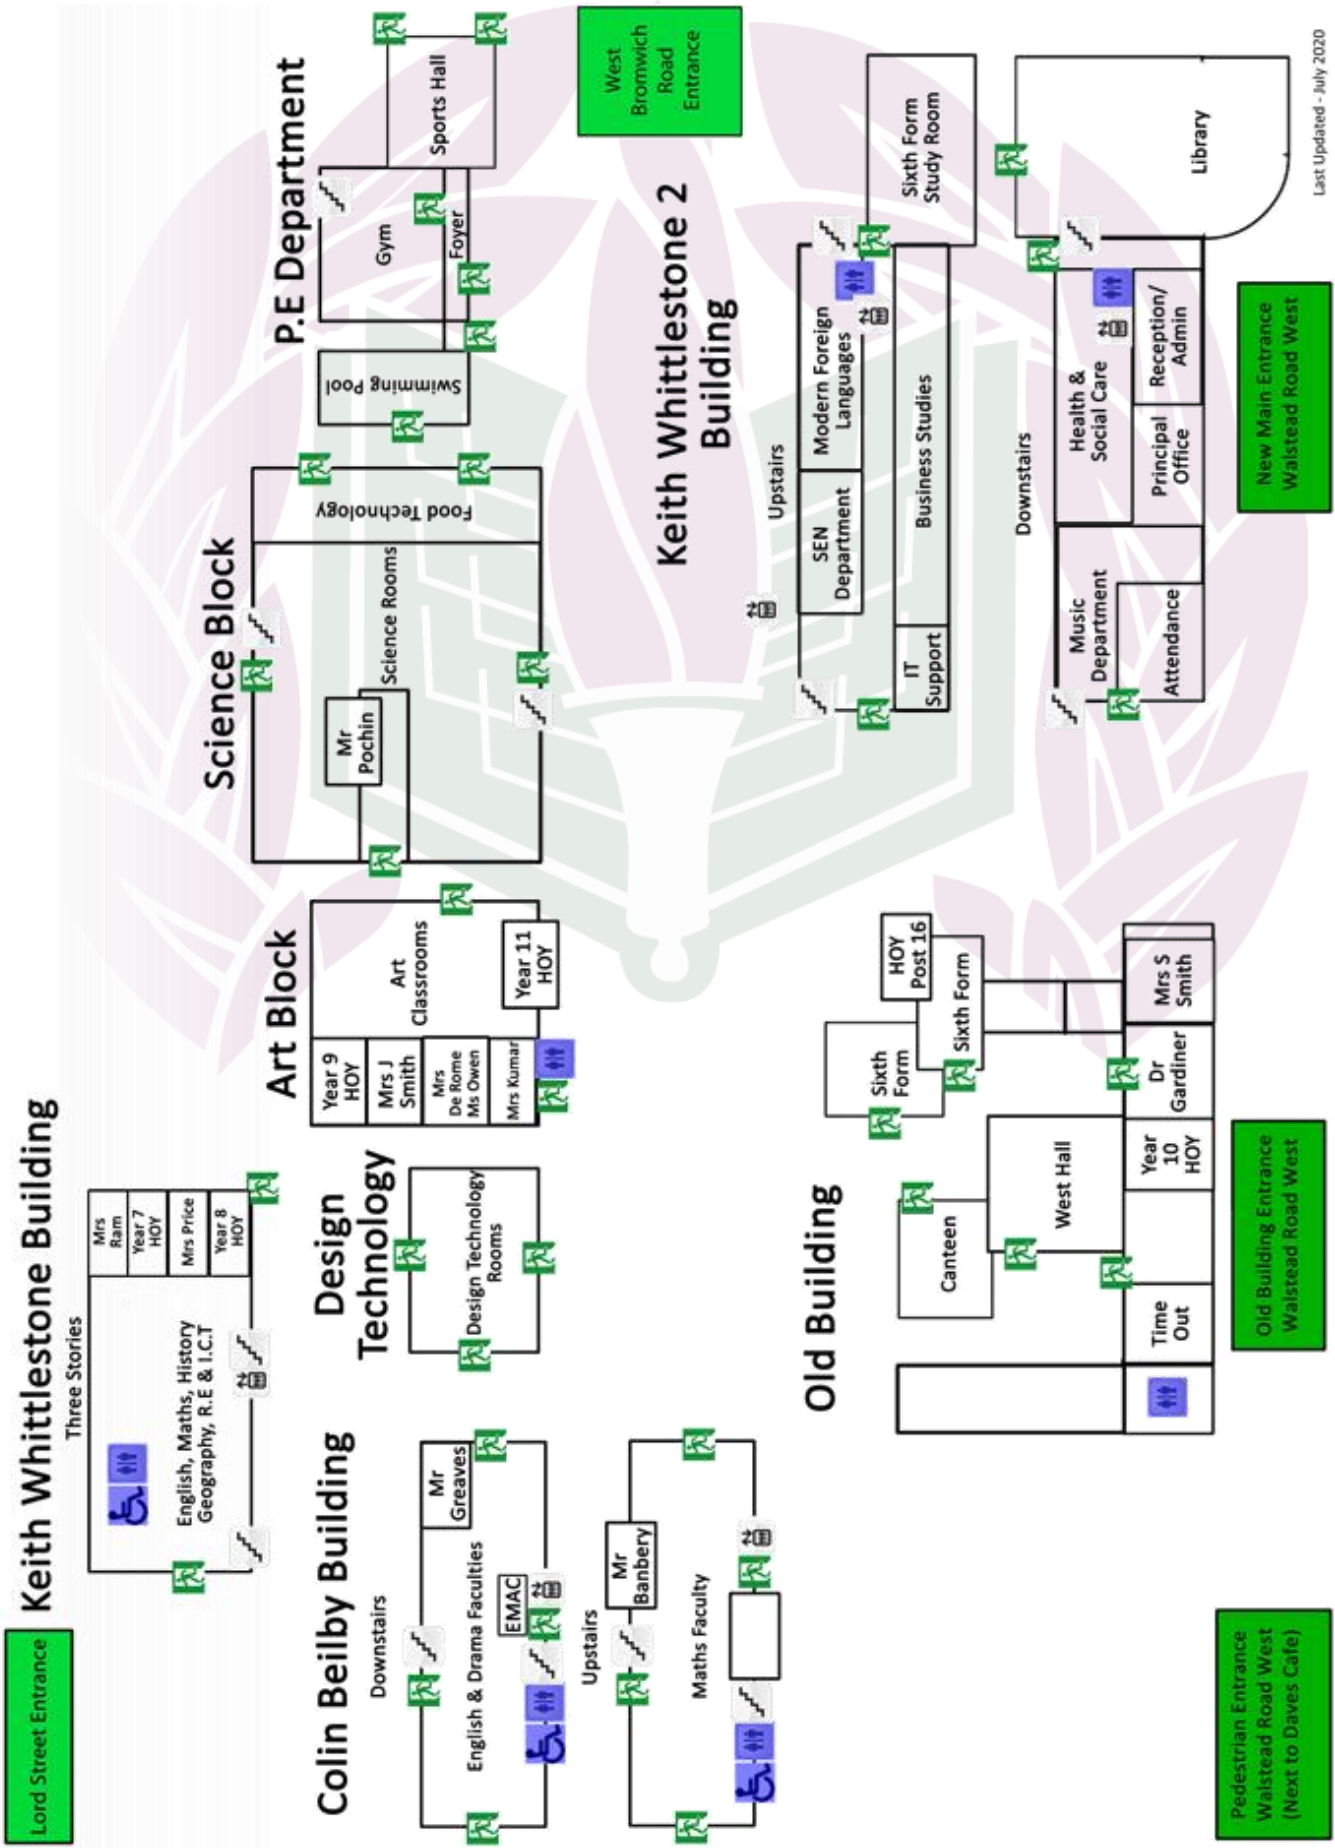 Lord Street Entrance
Keith Whittlestone Building
Three Stories
English, Maths, History
Geography, R.E & I.C.T
Mrs
Ram
Year 7
HOY
Mrs Price
Year 8
HOY
Colin Beilby Building
Downstairs
English & Drama Faculties
Mr
Greaves
EMAC
Upstairs
Mr
Banbery
Maths Faculty
Design
Technology
Design Technology
Rooms
Art Block
Year 9
HOY
Mrs J
Smith
Mrs
De Rome
Ms Owen
Mrs Kumar
Art
Classrooms
Year 11
HOY
Science Block
Mr
Pochin
Science Rooms
Food Technology
P.E Department
Swimming Pool
Gym
Foyer
Sports Hall
West
Bromwich
Road
Entrance
Keith Whittlestone 2
Building
Upstairs
IT
Support
SEN
Department
Modern Foreign
Languages
Business Studies
Sixth Form
Study Room
Downstairs
Music
Department
Attendance
Health &
Social Care
Principal
Office
Reception/
Admin
Library
Old Building
Canteen
West Hall
Sixth
Form
Sixth Form
HOY
Post 16
Time
Out
Year
10
HOY
Dr
Gardiner
Mrs S
Smith
Pedestrian Entrance
Walstead Road West
(Next to Daves Cafe)
Old Building Entrance
Walstead Road West
New Main Entrance
Walstead Road West
Last Updated - July 2020